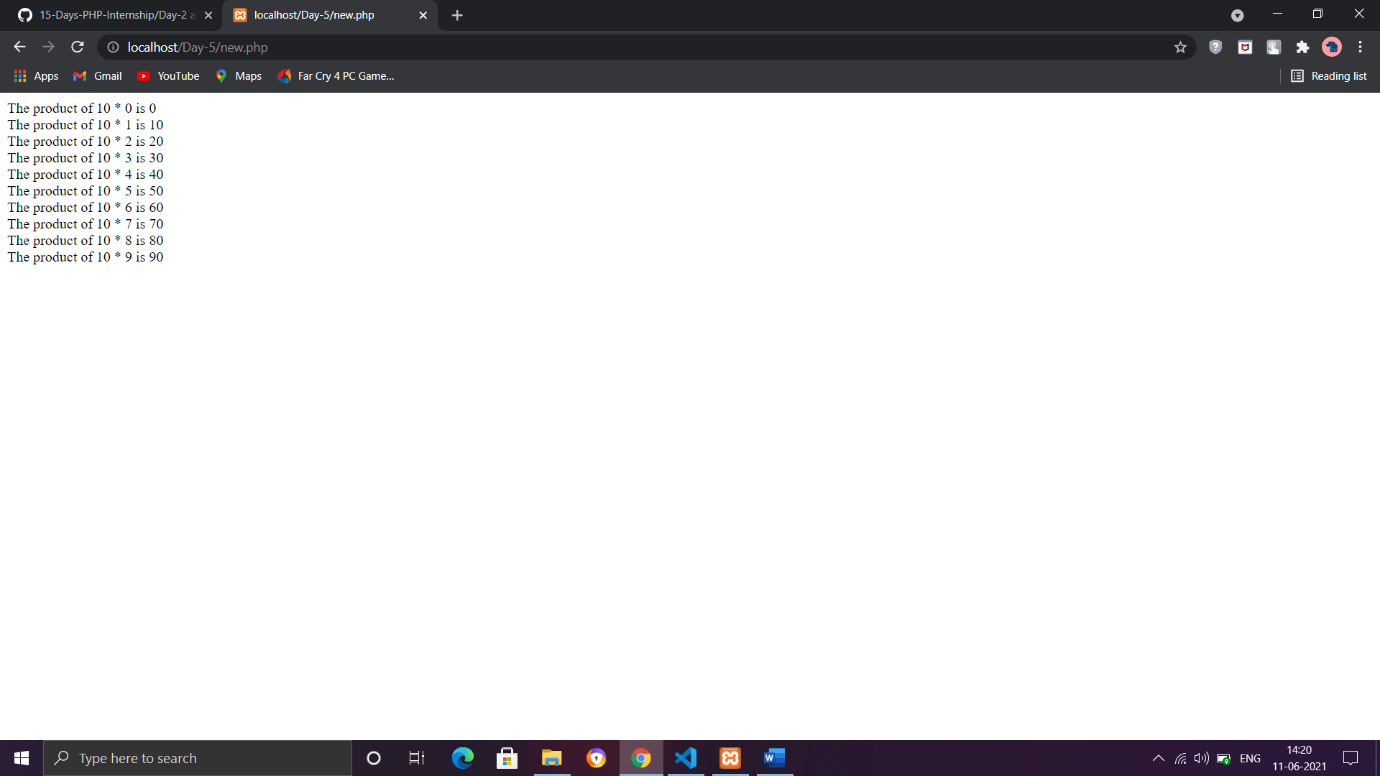 15-Days-PHP-Internship/Day-2 a
localhost/Day-5/new.php
localhost/Day-5/new.php
Apps
Gmail
YouTube
Maps
Far Cry 4 PC Game...
Reading list
The product of 10 * 0 is 0
The product of 10 * 1 is 10
The product of 10 * 2 is 20
The product of 10 * 3 is 30
The product of 10 * 4 is 40
The product of 10 * 5 is 50
The product of 10 * 6 is 60
The product of 10 * 7 is 70
The product of 10 * 8 is 80
The product of 10 * 9 is 90
Type here to search
ENG
14:20
11-06-2021